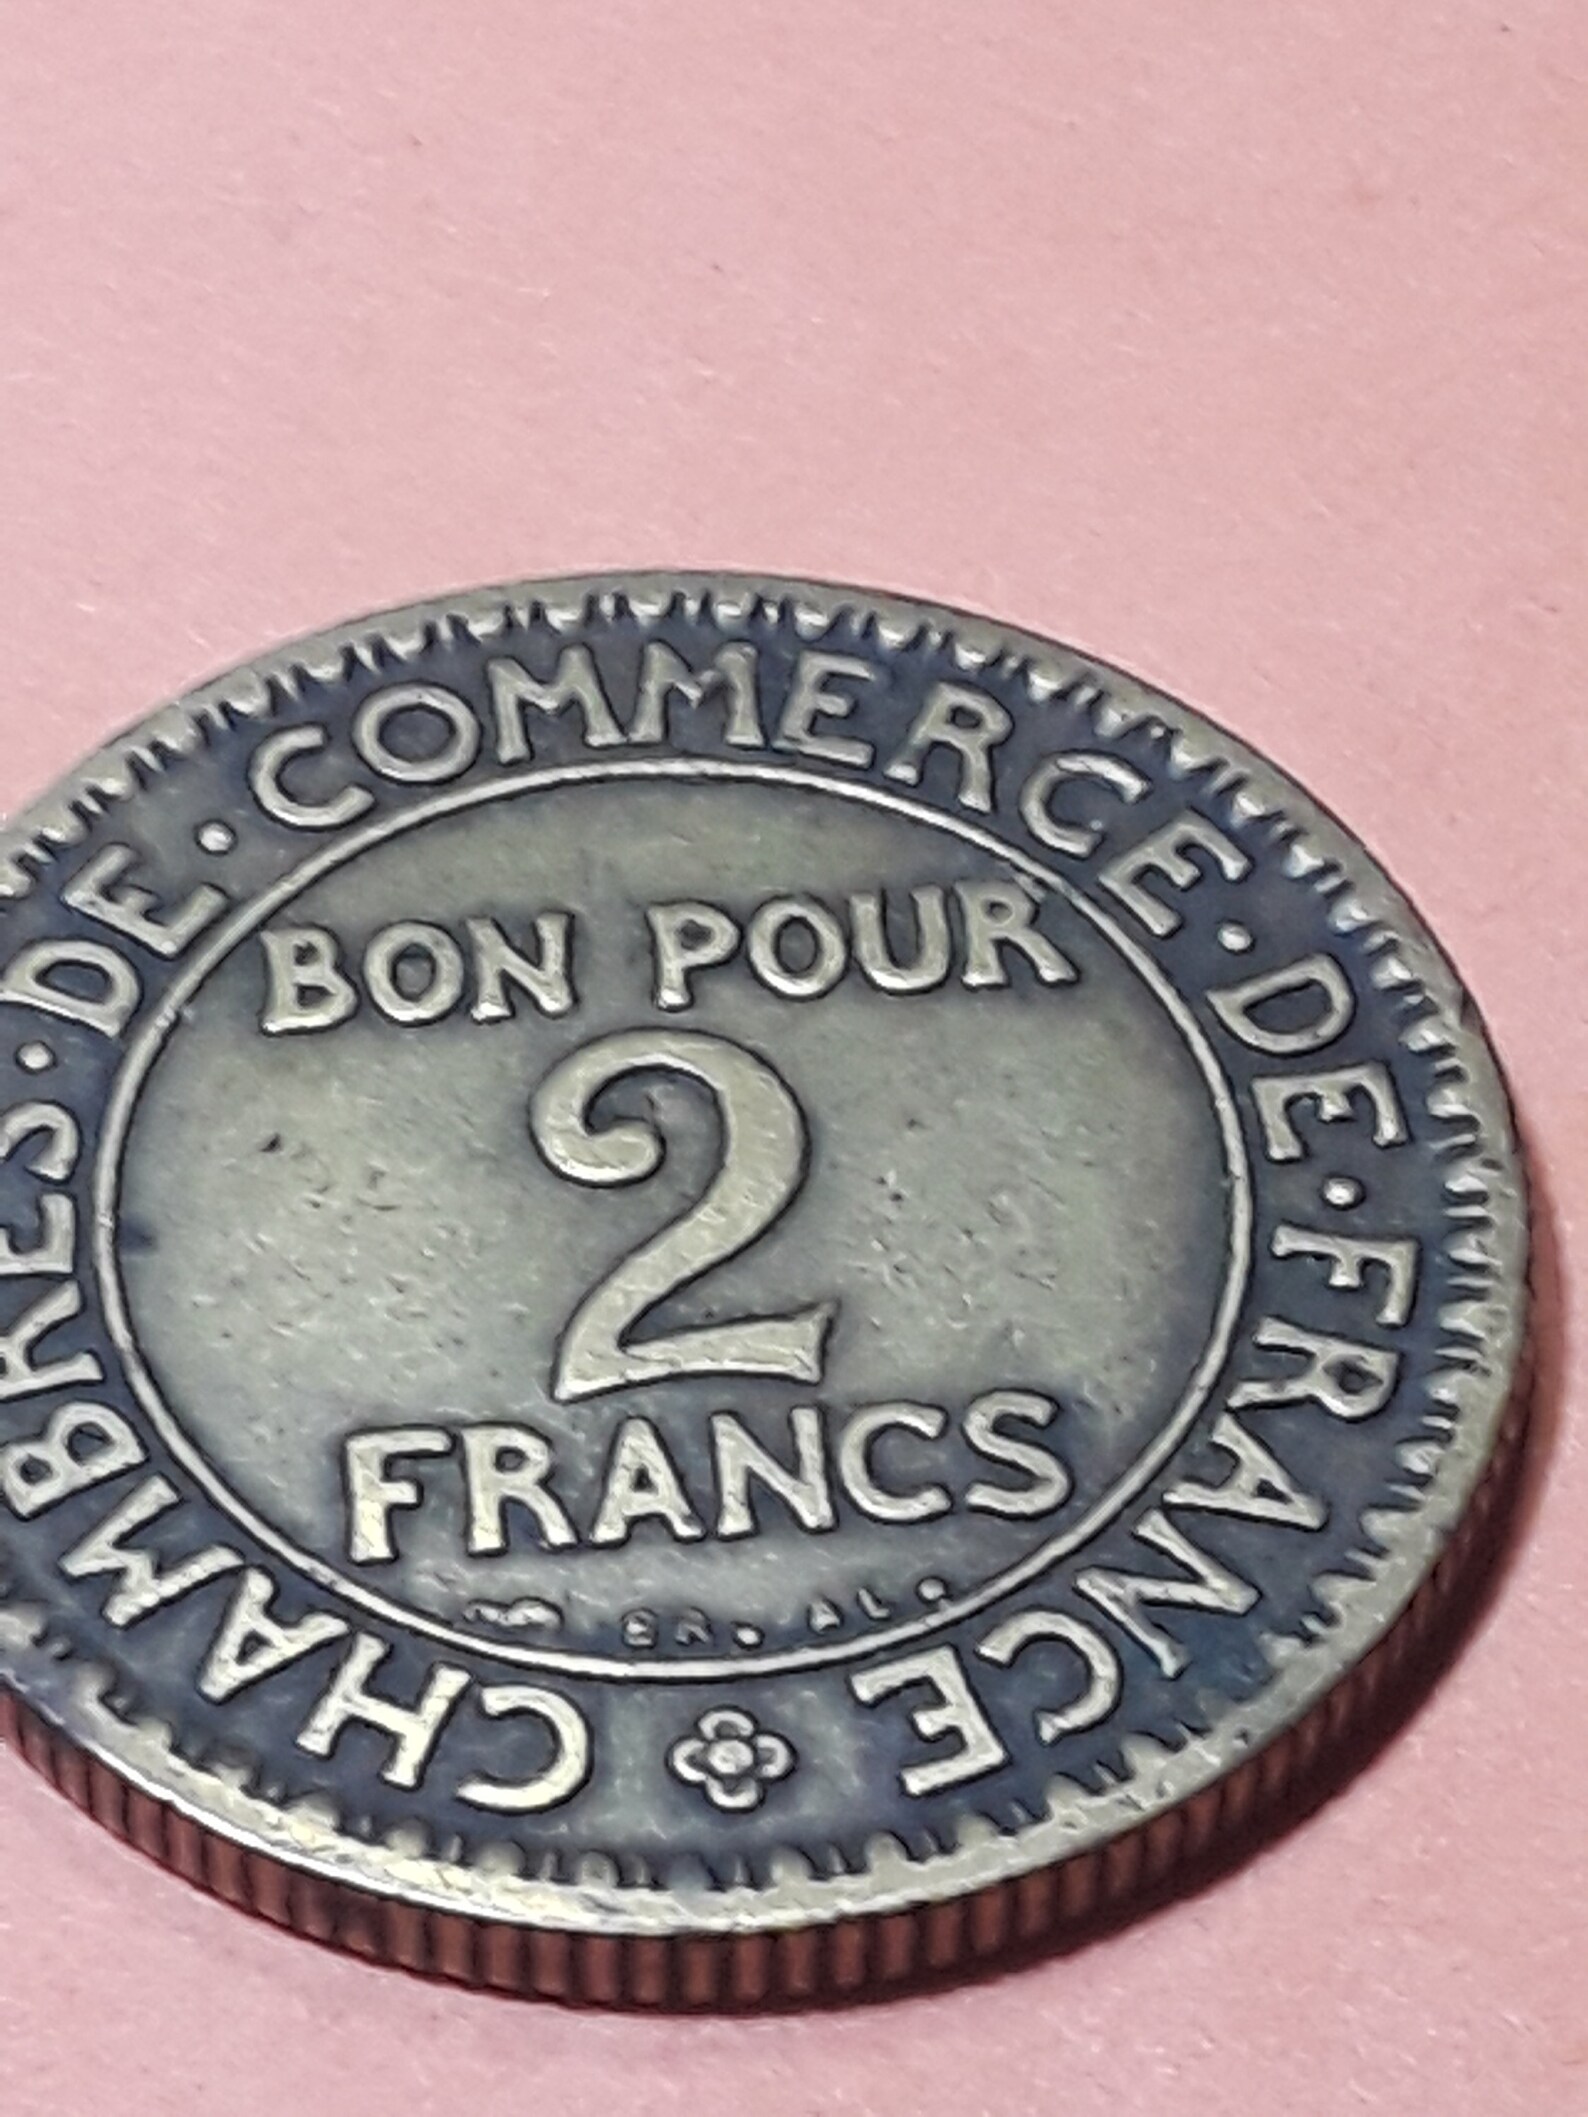 CHAMBRES · DE · COMMERCE · DE · FRANCE
BON POUR
2
FRANCS